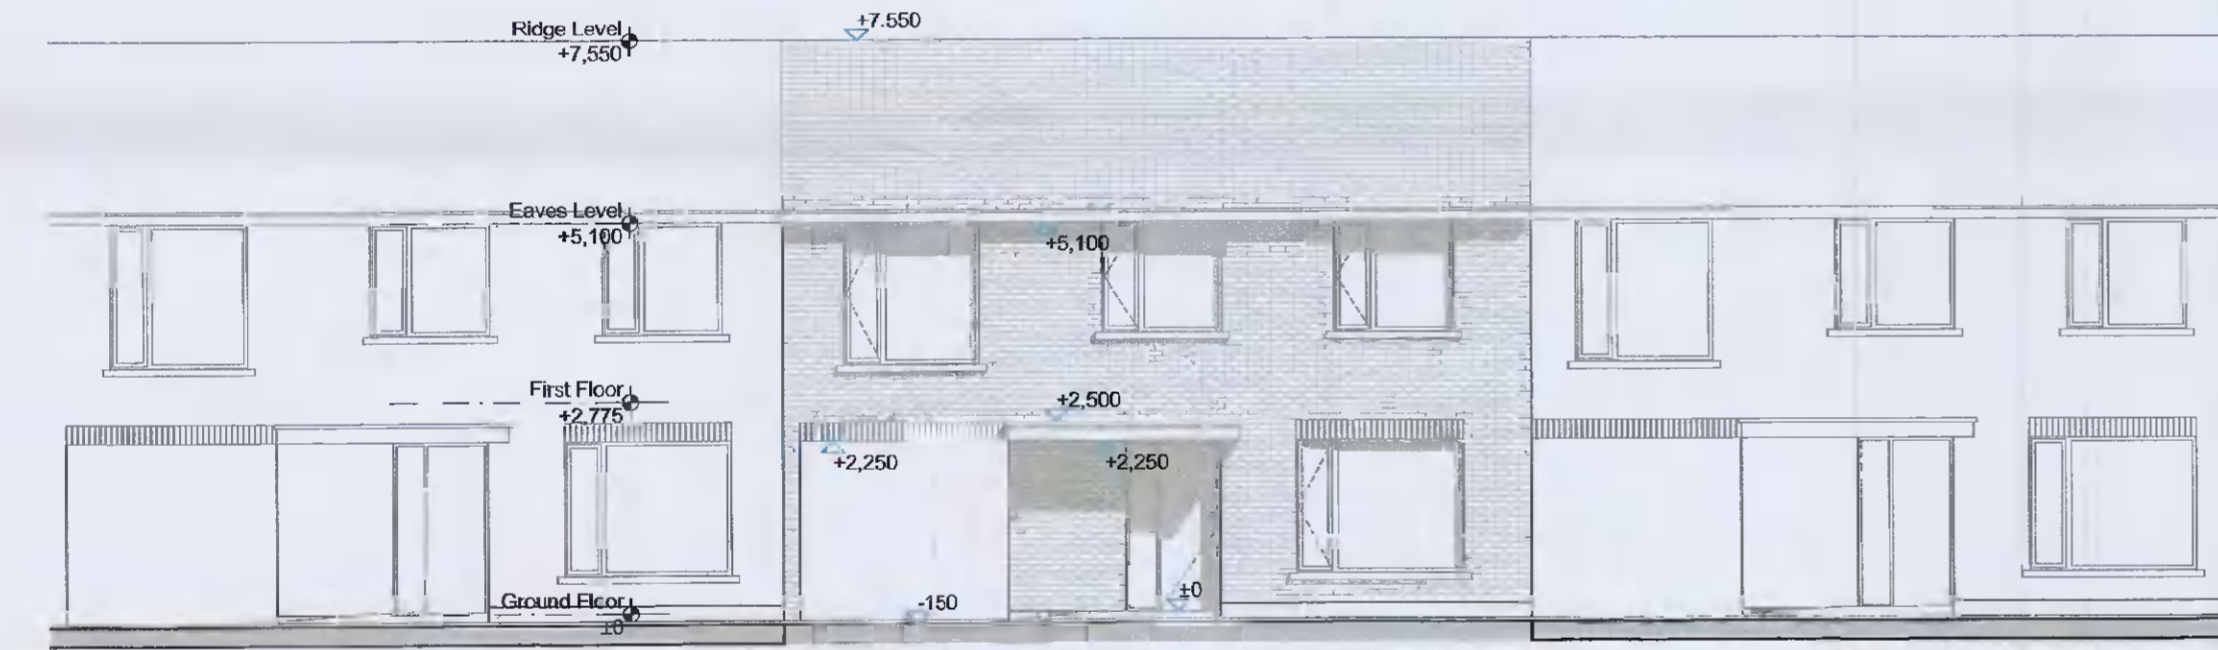 +7.550
Ridge Level
+7,550
Eaves Level
+5,100
+5,100
First Floor
+2,775
+2,500
+2,250
+2,250
Ground Floor
±0
-150
±0